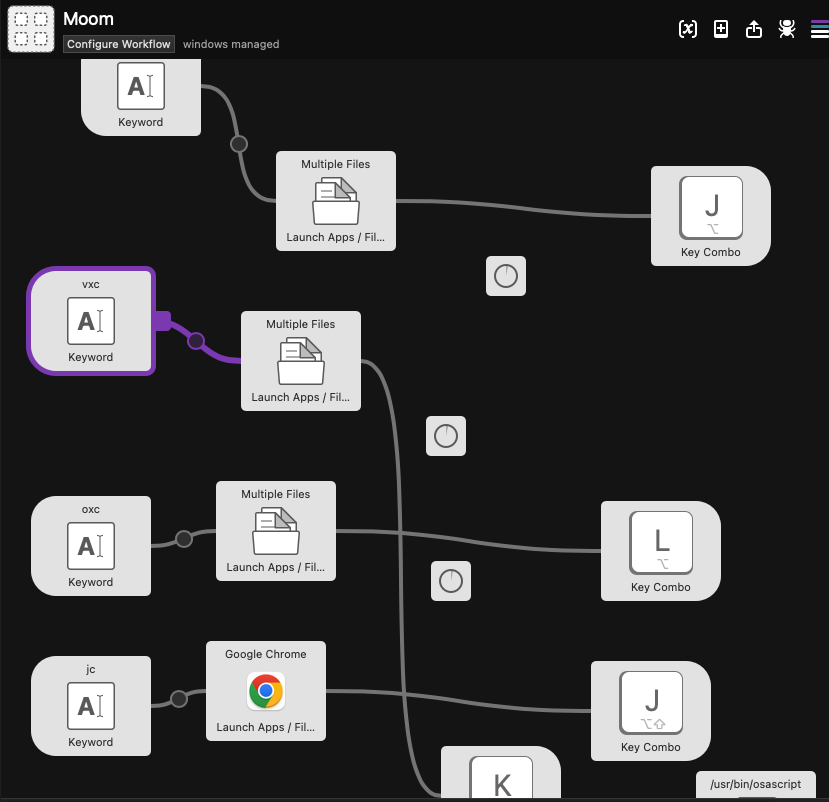 Moom
Configure Workflow windows managed
A
Keyword
Multiple Files
Launch Apps / Fil...
J
⌥
Key Combo
vxc
A
Keyword
Multiple Files
Launch Apps / Fil...
oxc
A
Keyword
Multiple Files
Launch Apps / Fil...
L
⌥
Key Combo
jc
A
Keyword
Google Chrome
Launch Apps / Fil...
J
⌥⇧
Key Combo
K
/usr/bin/osascript